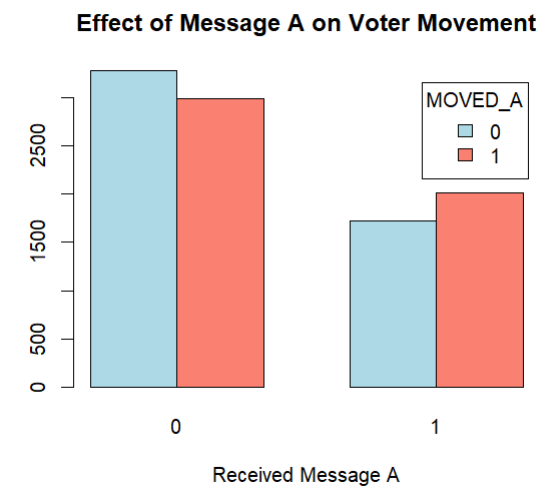 Effect of Message A on Voter Movement
MOVED_A
0
1
2500
1500
500
0
0 1
Received Message A